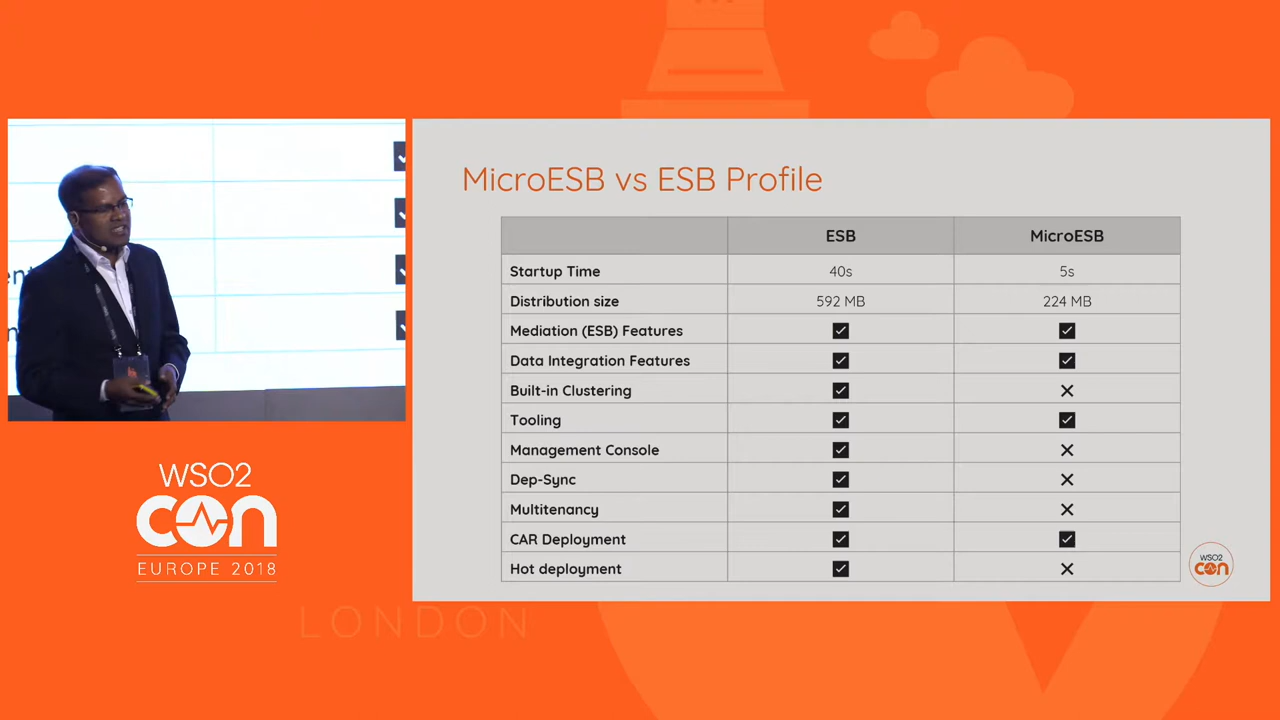 MicroESB vs ESB Profile
ESB MicroESB
Startup Time 40s 5s
Distribution size 592 MB 224 MB
Mediation (ESB) Features
Data Integration Features
Built-in Clustering
Tooling
Management Console
Dep-Sync
Multitenancy
CAR Deployment
Hot deployment
WSO2
con
WSO2
con
EUROPE 2018
LONDON